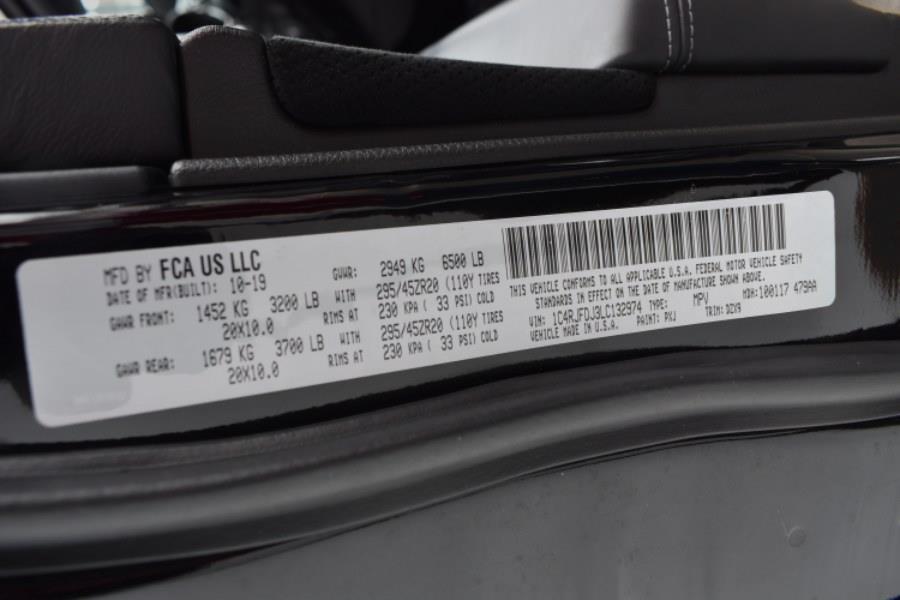 MFD BY FCA US LLC
DATE OF MFR(BUILT): 10-19 GVWR: 2949 KG 6500 LB
GAWR FRONT: 1452 KG 3200 LB WITH 295/45ZR20 (110Y TIRES
20X10.0 RIMS AT 230 KPA ( 33 PSI) COLD
GAWR REAR: 1679 KG 3700 LB WITH 295/45ZR20 (110Y TIRES
20X10.0 RIMS AT 230 KPA ( 33 PSI) COLD
THIS VEHICLE CONFORMS TO ALL APPLICABLE U.S.A. FEDERAL MOTOR VEHICLE SAFETY
STANDARDS IN EFFECT ON THE DATE OF MANUFACTURE SHOWN ABOVE.
VIN: 1C4RJFDJ3LC132974 TYPE: MPV MDH: 100117 479AA
MADE IN U.S.A. PAINT: PXJ TRIM: DZX9